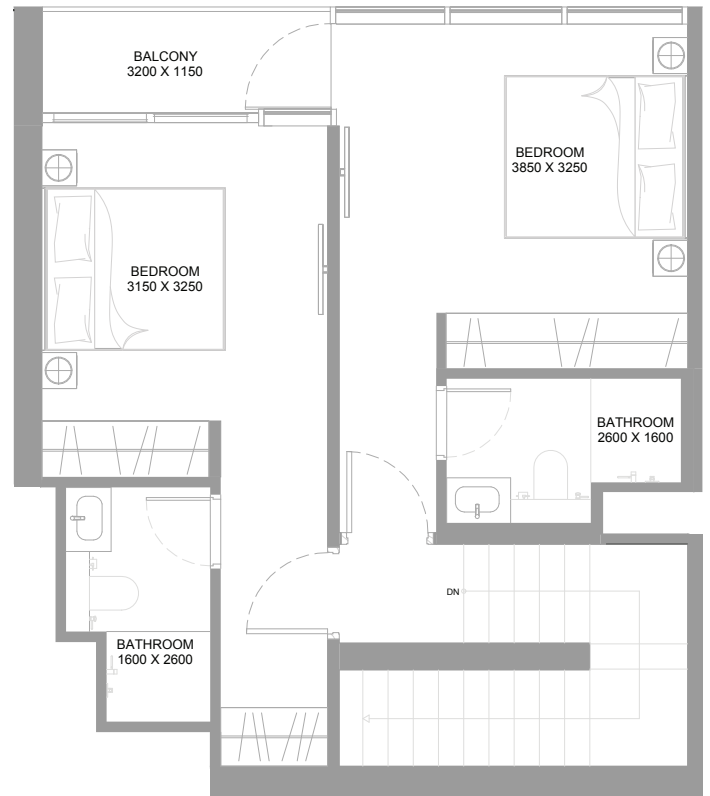 BALCONY
3200 X 1150
BEDROOM
3850 X 3250
BEDROOM
3150 X 3250
BATHROOM
2600 X 1600
DN
BATHROOM
1600 X 2600